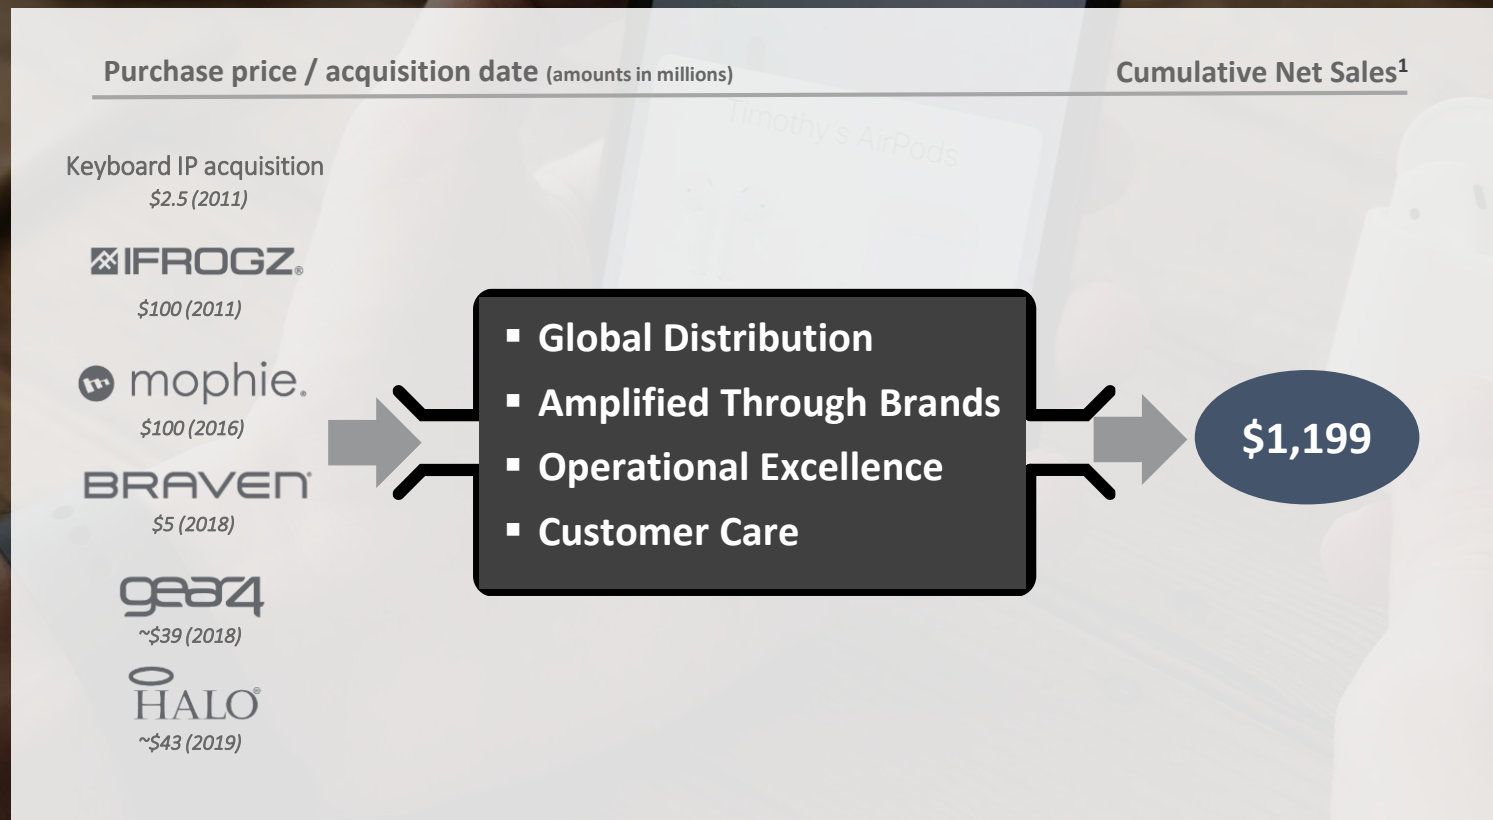 Purchase price / acquisition date (amounts in millions)
Cumulative Net Sales¹
Timothy's AirPods
Keyboard IP acquisition
$2.5 (2011)
IFROGZ®
$100 (2011)
mophie.
$100 (2016)
BRAVEN
$5 (2018)
gear4
~$39 (2018)
HALO®
~$43 (2019)
▪ Global Distribution
▪ Amplified Through Brands
▪ Operational Excellence
▪ Customer Care
$1,199